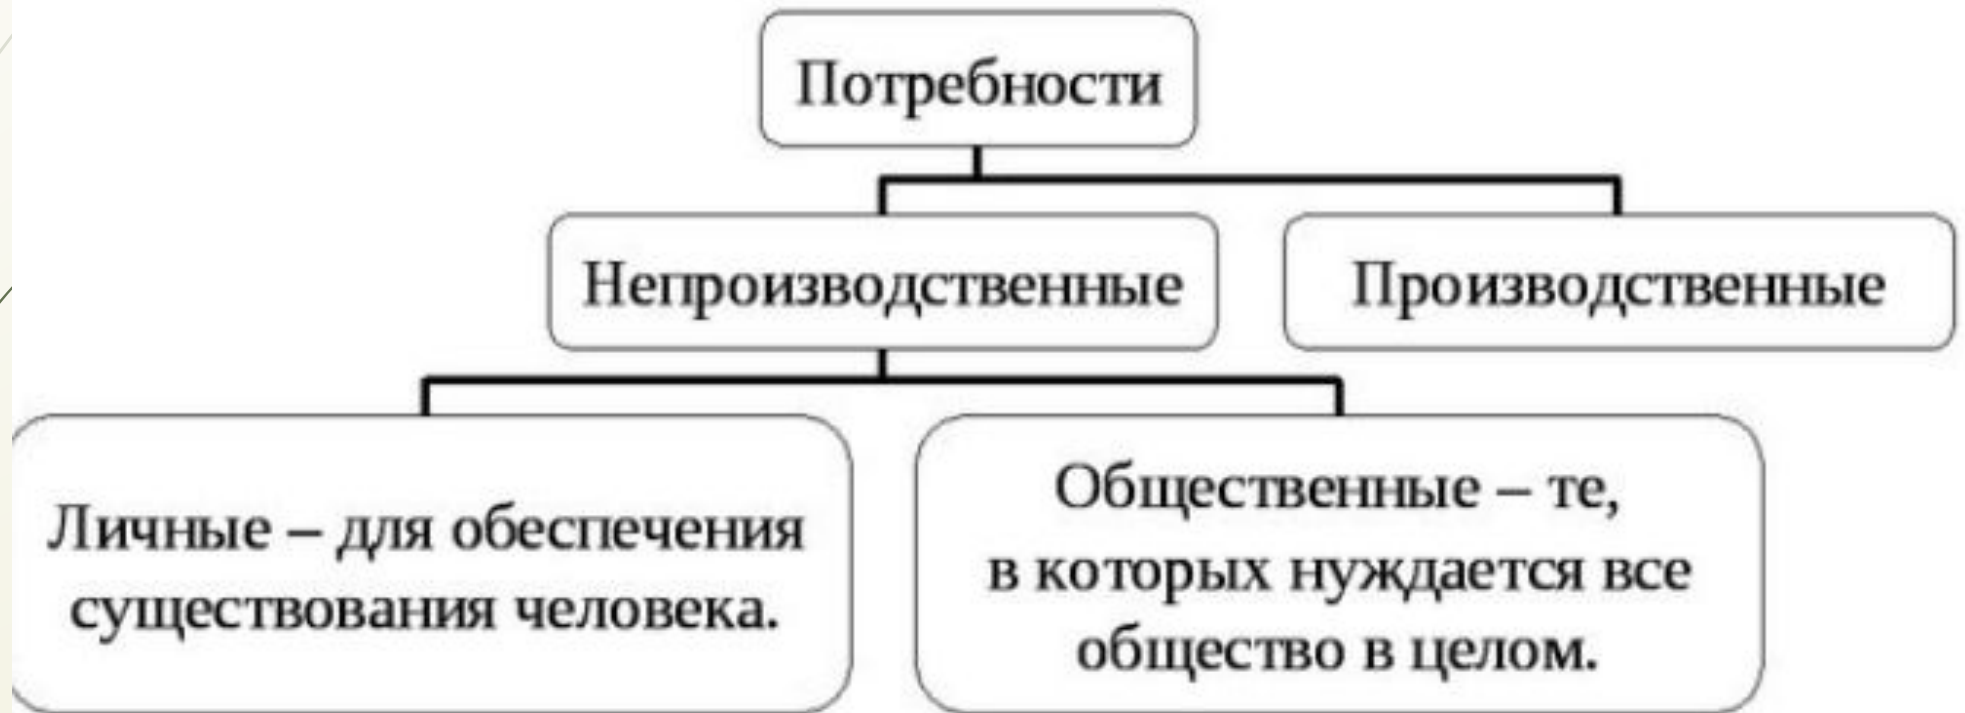 Потребности
Непроизводственные
Производственные
Личные – для обеспечения
существования человека.
Общественные – те,
в которых нуждается все
общество в целом.